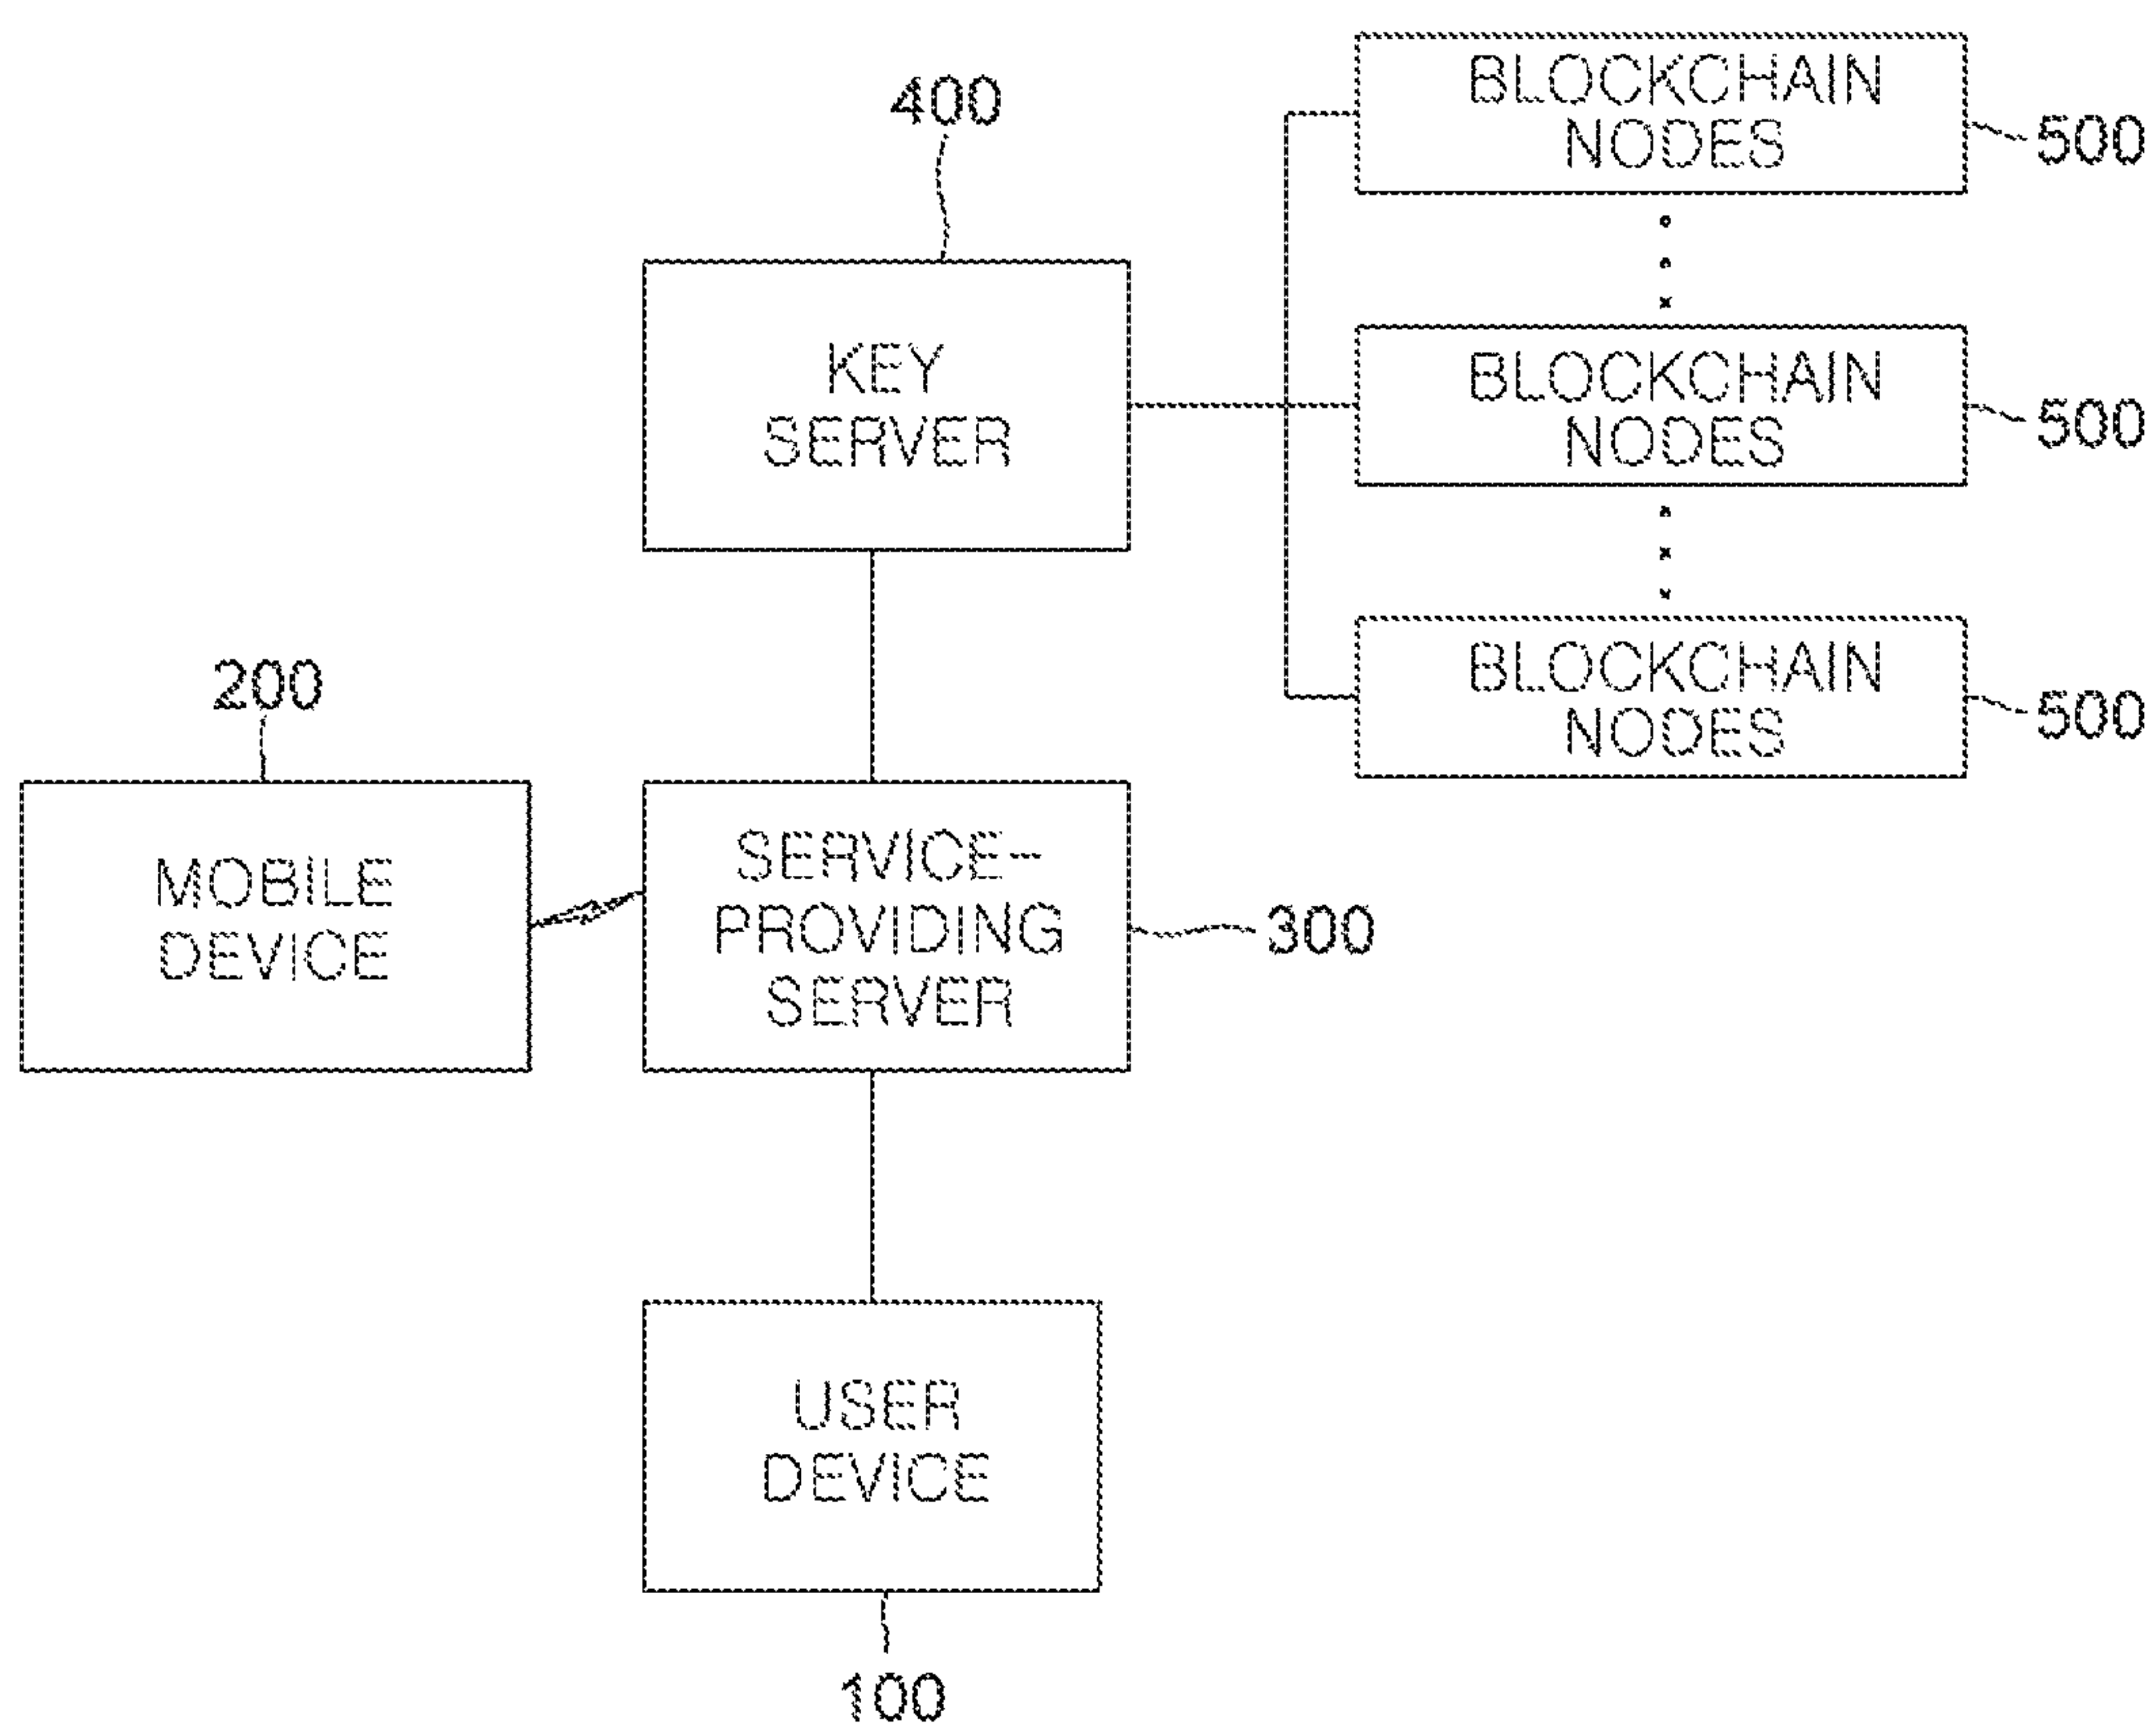 400
BLOCKCHAIN
NODES
500
KEY
SERVER
BLOCKCHAIN
NODES
500
BLOCKCHAIN
NODES
500
200
MOBILE
DEVICE
SERVICE-
PROVIDING
SERVER
300
USER
DEVICE
100